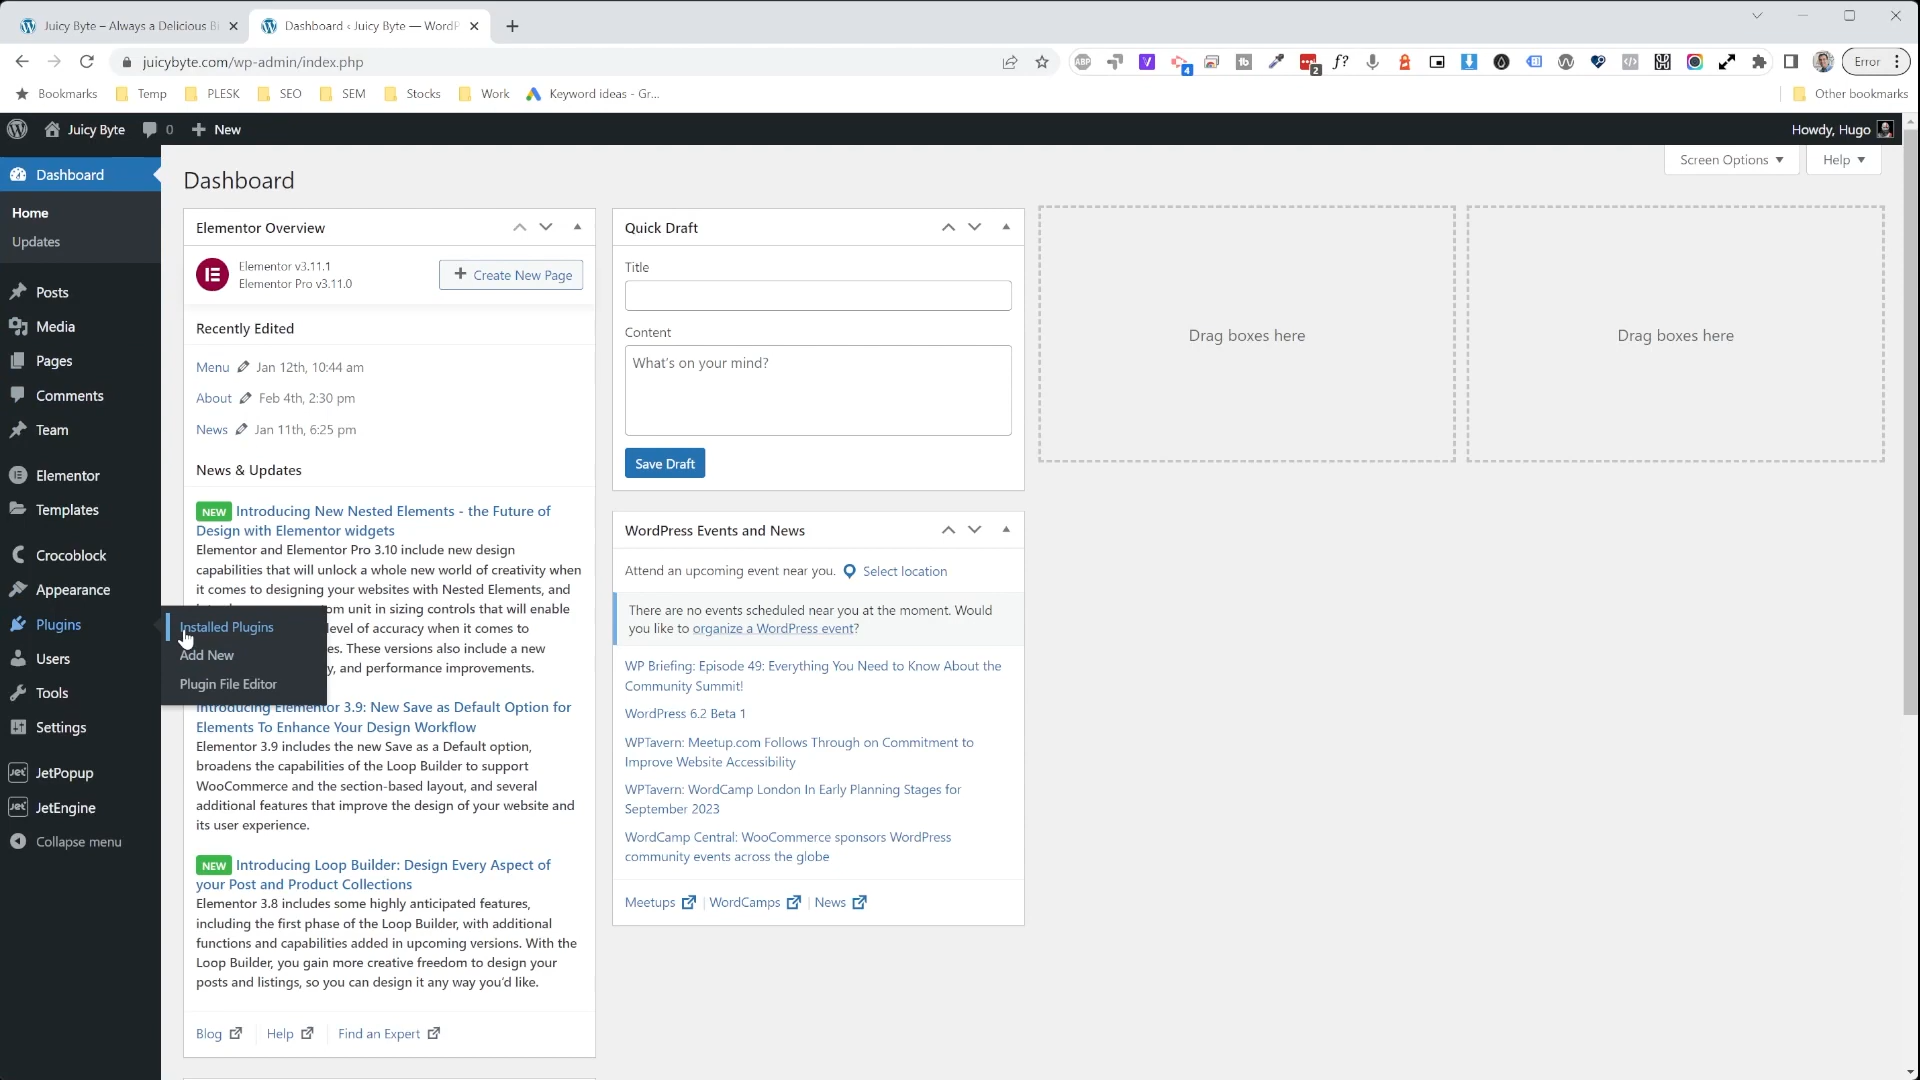 Juicy Byte – Always a Delicious B
Dashboard ‹ Juicy Byte — WordP
juicybyte.com/wp-admin/index.php
ABP
4
2
f?
Error
Bookmarks
Temp
PLESK
SEO
SEM
Stocks
Work
Keyword ideas - Gr...
Other bookmarks
Juicy Byte
0
New
Howdy, Hugo
Screen Options
Help
Dashboard
Home
Updates
Posts
Media
Pages
Comments
Team
Elementor
Templates
Crocoblock
Appearance
Plugins
Users
Tools
Settings
JetPopup
JetEngine
Collapse menu
Installed Plugins
Add New
Plugin File Editor
Dashboard
Elementor Overview
Elementor v3.11.1
Elementor Pro v3.11.0
Create New Page
Recently Edited
Menu Jan 12th, 10:44 am
About Feb 4th, 2:30 pm
News Jan 11th, 6:25 pm
News & Updates
NEW Introducing New Nested Elements - the Future of
Design with Elementor widgets
Elementor and Elementor Pro 3.10 include new design
capabilities that will unlock a whole new world of creativity when
it comes to designing your websites with Nested Elements, and
om unit in sizing controls that will enable
level of accuracy when it comes to
es. These versions also include a new
y, and performance improvements.
Introducing Elementor 3.9: New Save as Default Option for
Elements To Enhance Your Design Workflow
Elementor 3.9 includes the new Save as a Default option,
broadens the capabilities of the Loop Builder to support
WooCommerce and the section-based layout, and several
additional features that improve the design of your website and
its user experience.
NEW Introducing Loop Builder: Design Every Aspect of
your Post and Product Collections
Elementor 3.8 includes some highly anticipated features,
including the first phase of the Loop Builder, with additional
functions and capabilities added in upcoming versions. With the
Loop Builder, you gain more creative freedom to design your
posts and listings, so you can design it any way you'd like.
Blog
Help
Find an Expert
Quick Draft
Title
Content
What's on your mind?
Save Draft
WordPress Events and News
Attend an upcoming event near you. Select location
There are no events scheduled near you at the moment. Would
you like to organize a WordPress event?
WP Briefing: Episode 49: Everything You Need to Know About the
Community Summit!
WordPress 6.2 Beta 1
WPTavern: Meetup.com Follows Through on Commitment to
Improve Website Accessibility
WPTavern: WordCamp London In Early Planning Stages for
September 2023
WordCamp Central: WooCommerce sponsors WordPress
community events across the globe
Meetups | WordCamps | News
Drag boxes here
Drag boxes here